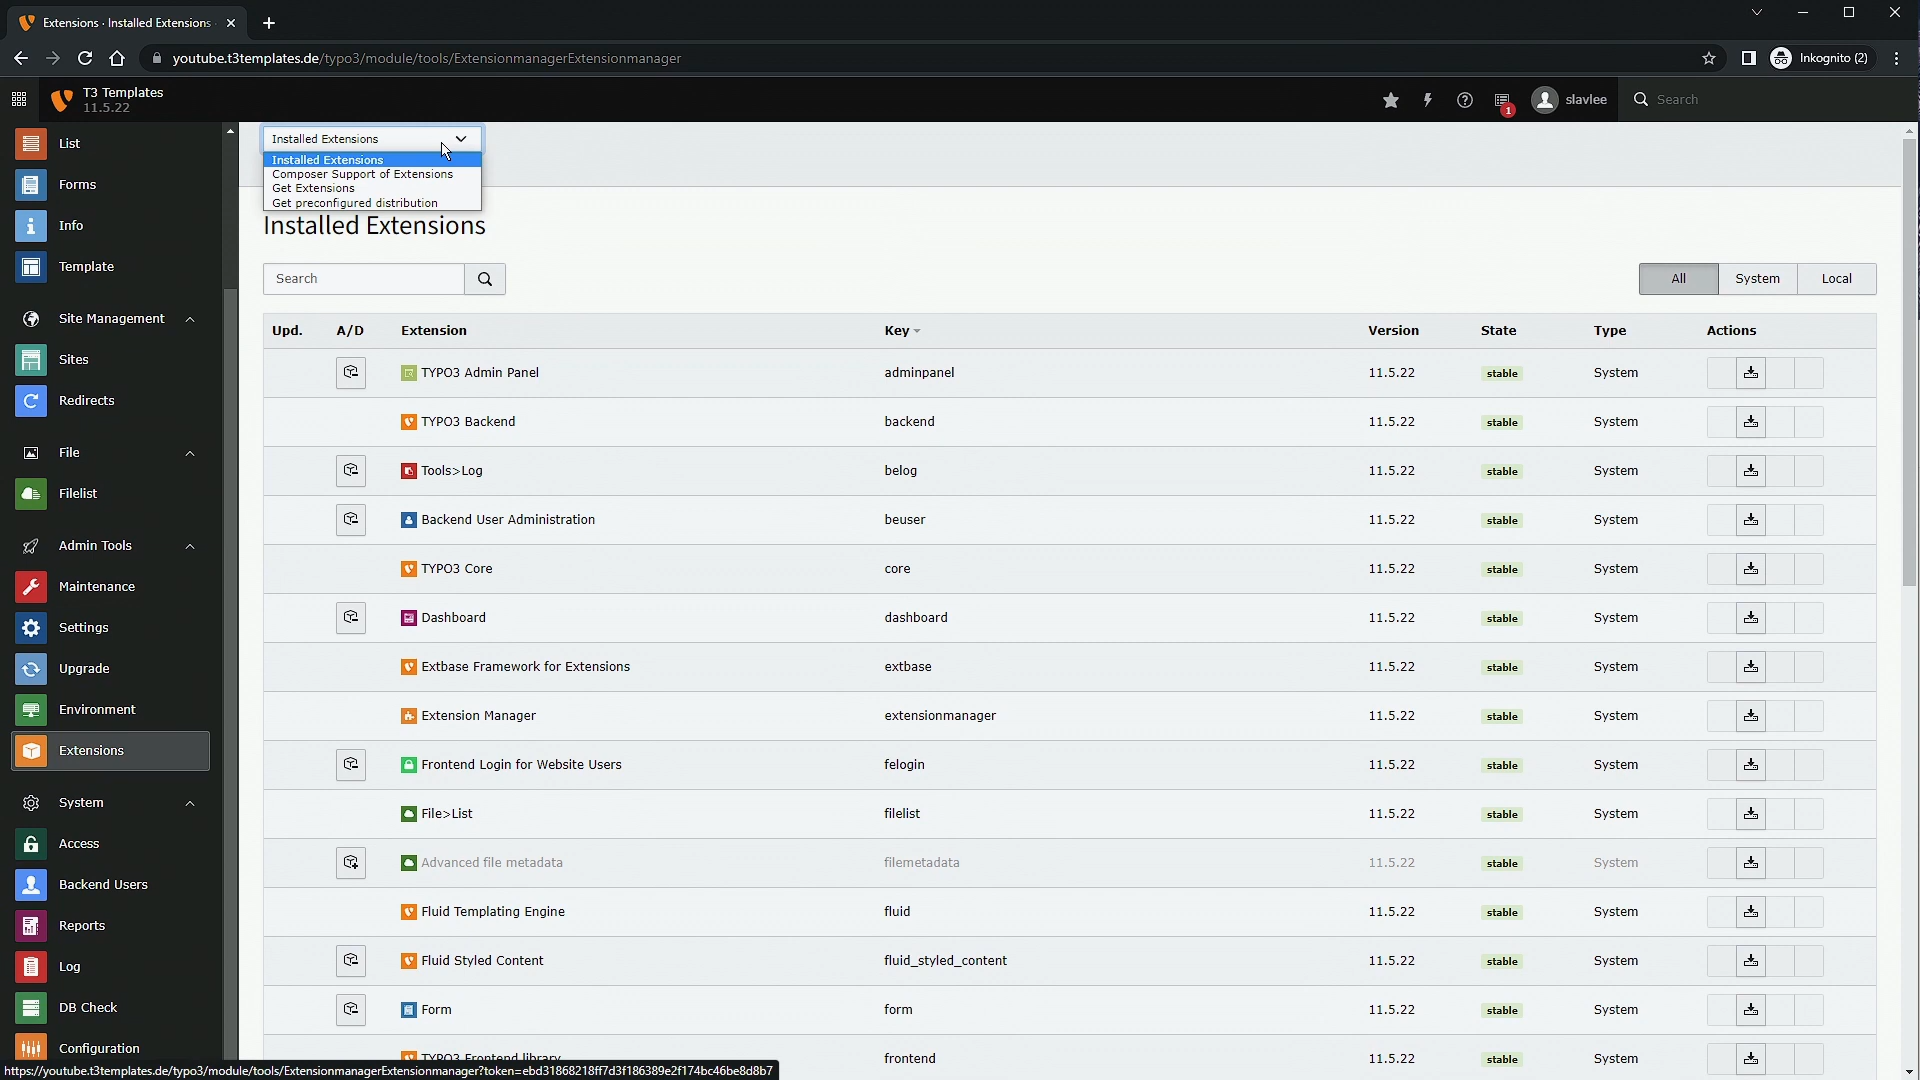 Extensions · Installed Extensions
youtube.t3templates.de/typo3/module/tools/ExtensionmanagerExtensionmanager
Inkognito (2)
T3 Templates
11.5.22
1
slavlee
Search
List
Forms
Info
Template
Site Management
Sites
Redirects
File
Filelist
Admin Tools
Maintenance
Settings
Upgrade
Environment
Extensions
System
Access
Backend Users
Reports
Log
DB Check
Configuration
Installed Extensions
Installed Extensions
Composer Support of Extensions
Get Extensions
Get preconfigured distribution
Installed Extensions
Search
All System Local
Upd. A/D Extension Key Version State Type Actions
TYPO3 Admin Panel adminpanel 11.5.22 stable System
TYPO3 Backend backend 11.5.22 stable System
Tools>Log belog 11.5.22 stable System
Backend User Administration beuser 11.5.22 stable System
TYPO3 Core core 11.5.22 stable System
Dashboard dashboard 11.5.22 stable System
Extbase Framework for Extensions extbase 11.5.22 stable System
Extension Manager extensionmanager 11.5.22 stable System
Frontend Login for Website Users felogin 11.5.22 stable System
File>List filelist 11.5.22 stable System
Advanced file metadata filemetadata 11.5.22 stable System
Fluid Templating Engine fluid 11.5.22 stable System
Fluid Styled Content fluid_styled_content 11.5.22 stable System
Form form 11.5.22 stable System
TYPO3 Frontend library frontend 11.5.22 stable System
https://youtube.t3templates.de/typo3/module/tools/ExtensionmanagerExtensionmanager?token=ebd31868218ff7d3f186389e2f174bc46be8d8b7